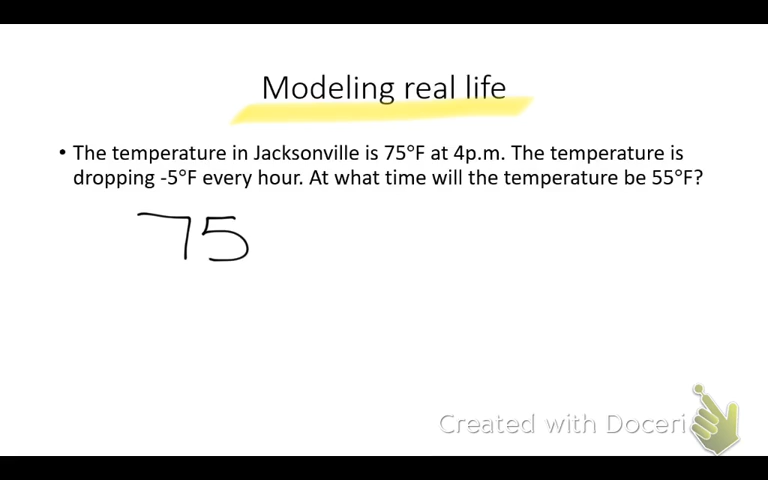 Modeling real life
• The temperature in Jacksonville is 75°F at 4p.m. The temperature is
dropping -5°F every hour. At what time will the temperature be 55°F?
75
Created with Doceri